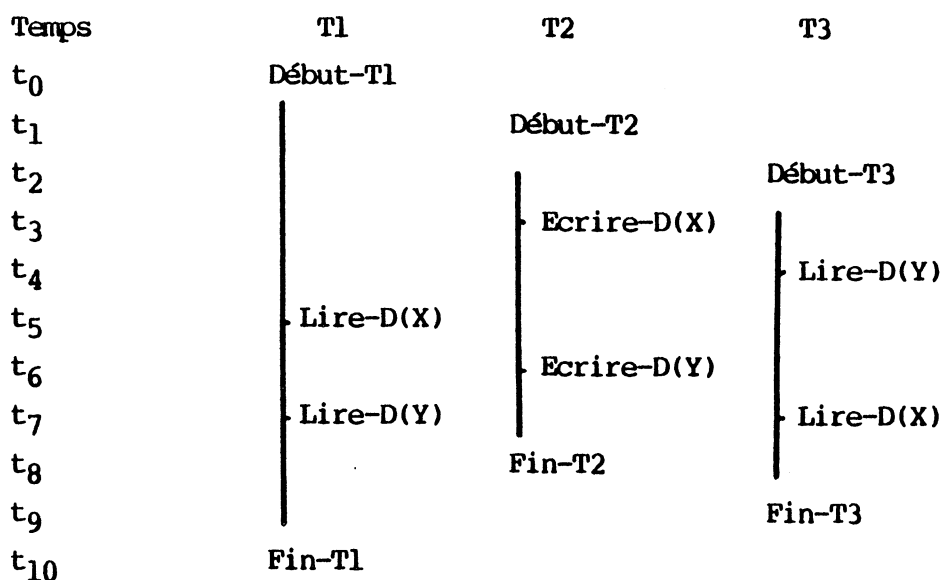 Temps T1 T2 T3
t0 Début-T1
t1 Début-T2
t2 Début-T3
t3 Ecrire-D(X)
t4 Lire-D(Y)
t5 Lire-D(X)
t6 Ecrire-D(Y)
t7 Lire-D(Y) Lire-D(X)
t8 Fin-T2
t9 Fin-T3
t10 Fin-T1